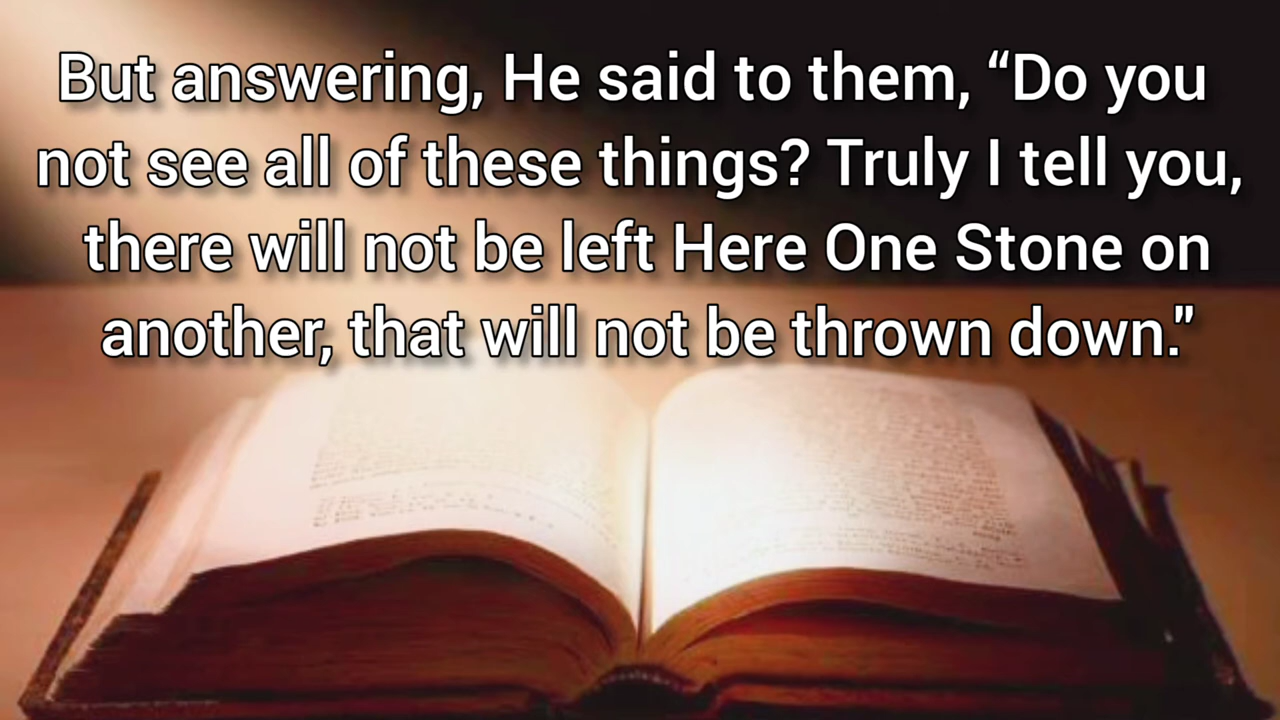 But answering, He said to them, “Do you
not see all of these things? Truly I tell you,
there will not be left Here One Stone on
another, that will not be thrown down."